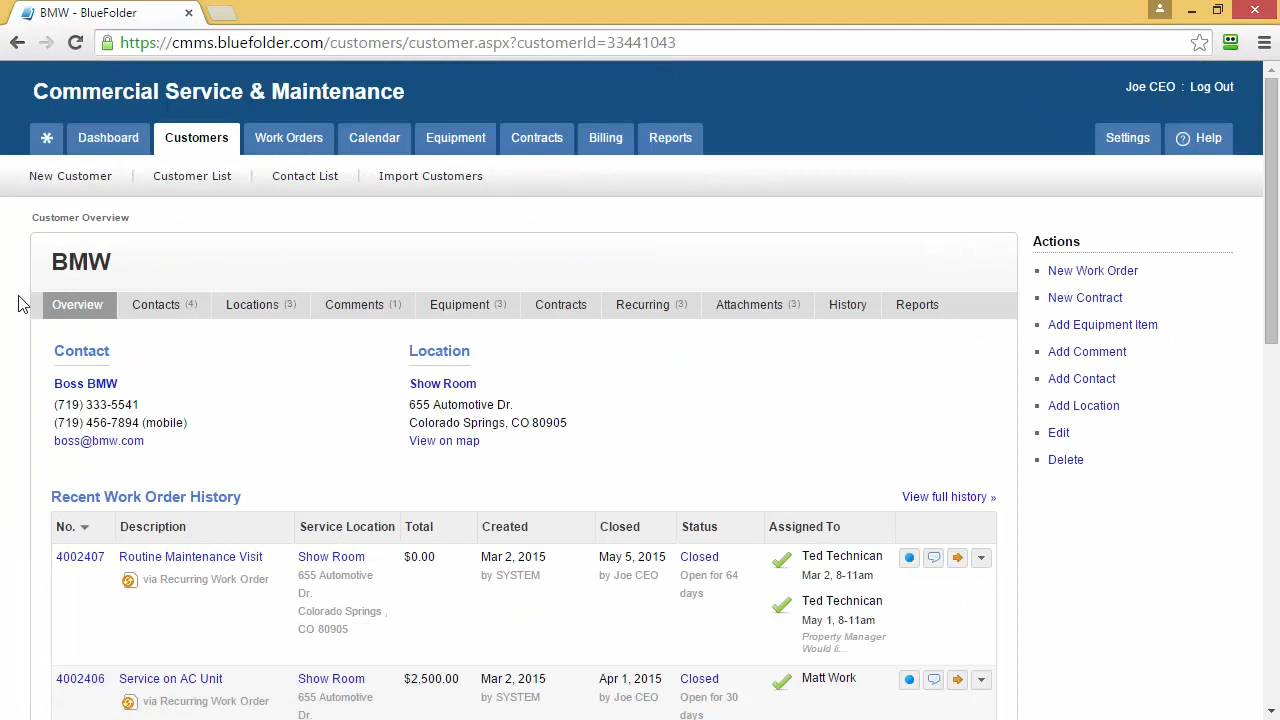 BMW - BlueFolder
https://cmms.bluefolder.com/customers/customer.aspx?customerId=33441043
Commercial Service & Maintenance
Joe CEO : Log Out
Dashboard Customers Work Orders Calendar Equipment Contracts Billing Reports Settings ? Help
New Customer | Customer List | Contact List | Import Customers
Customer Overview
BMW
Overview Contacts (4) Locations (3) Comments (1) Equipment (3) Contracts Recurring (3) Attachments (3) History Reports
Contact
Boss BMW
(719) 333-5541
(719) 456-7894 (mobile)
boss@bmw.com
Location
Show Room
655 Automotive Dr.
Colorado Springs, CO 80905
View on map
Actions
New Work Order
New Contract
Add Equipment Item
Add Comment
Add Contact
Add Location
Edit
Delete
Recent Work Order History
View full history »
No. Description Service Location Total Created Closed Status Assigned To
4002407 Routine Maintenance Visit Show Room $0.00 Mar 2, 2015 May 5, 2015 Closed Ted Technican
via Recurring Work Order 655 Automotive by SYSTEM by Joe CEO Open for 64 Mar 2, 8-11am
Dr. days
Ted Technican
Colorado Springs , May 1, 8-11am
CO 80905 Property Manager
Would li...
4002406 Service on AC Unit Show Room $2,500.00 Mar 2, 2015 Apr 1, 2015 Closed Matt Work
via Recurring Work Order 655 Automotive by SYSTEM by Joe CEO Open for 30
Dr. days